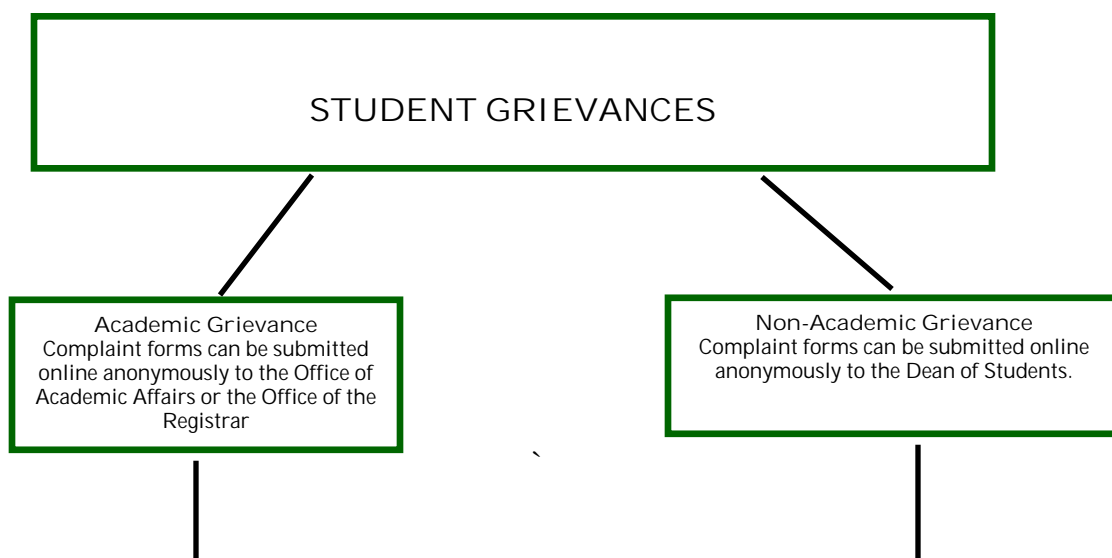 STUDENT GRIEVANCES
Academic Grievance
Complaint forms can be submitted
online anonymously to the Office of
Academic Affairs or the Office of the
Registrar
Non-Academic Grievance
Complaint forms can be submitted online
anonymously to the Dean of Students.
`